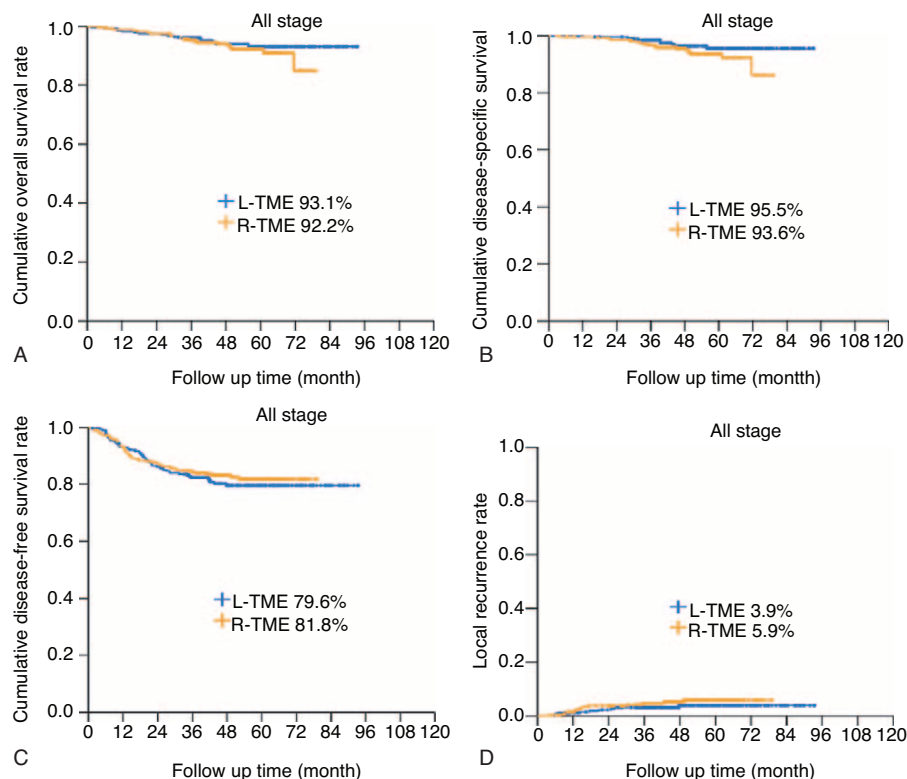 All stage
Cumulative overall survival rate
1.0
0.8
0.6
0.4
0.2
0.0
L-TME 93.1%
R-TME 92.2%
0 12 24 36 48 60 72 84 96 108 120
A
Follow up time (month)
All stage
Cumulative disease-specific survival
1.0
0.8
0.6
0.4
0.2
0.0
L-TME 95.5%
R-TME 93.6%
0 12 24 36 48 60 72 84 96 108 120
B
Follow up time (montth)
All stage
Cumulative disease-free survival rate
1.0
0.8
0.6
0.4
0.2
0.0
L-TME 79.6%
R-TME 81.8%
0 12 24 36 48 60 72 84 96 108 120
C
Follow up time (month)
All stage
Local recurrence rate
1.0
0.8
0.6
0.4
0.2
0.0
L-TME 3.9%
R-TME 5.9%
0 12 24 36 48 60 72 84 96 108 120
D
Follow up time (month)